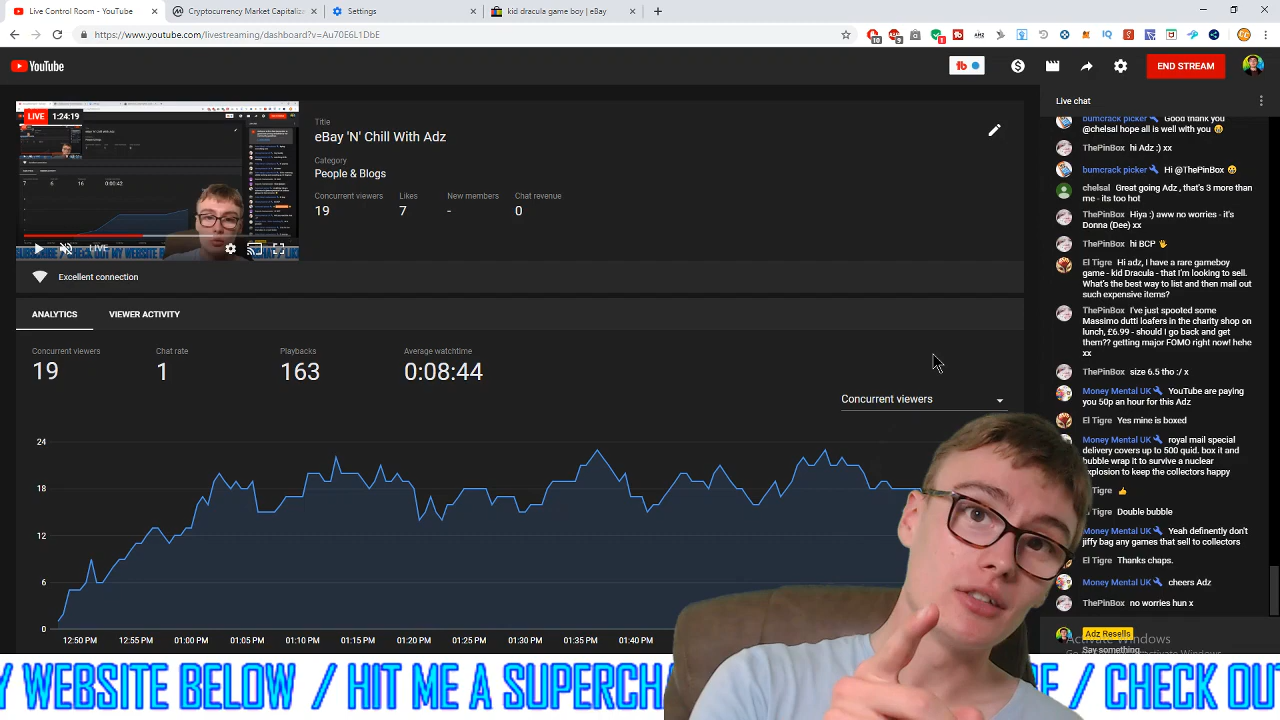 Live Control Room - YouTube
Cryptocurrency Market Capitaliz
Settings
kid dracula game boy | eBay
https://www.youtube.com/livestreaming/dashboard?v=Au70E6L1DbE
YouTube
END STREAM
LIVE 1:24:19
LIVE
Title
eBay 'N' Chill With Adz
Category
People & Blogs
Concurrent viewers Likes New members Chat revenue
19 7 - 0
Excellent connection
ANALYTICS VIEWER ACTIVITY
Concurrent viewers Chat rate Playbacks Average watchtime
19 1 163 0:08:44
Concurrent viewers
24
18
12
6
0
12:50 PM 12:55 PM 01:00 PM 01:05 PM 01:10 PM 01:15 PM 01:20 PM 01:25 PM 01:30 PM 01:35 PM 01:40 PM
Live chat
bumcrack picker Good thank you
@chelsal hope all is well with you
ThePinBox hi Adz :) xx
bumcrack picker Hi @ThePinBox
chelsal Good going Adz , that's 3 more than
me - its too hot
ThePinBox Hiya :) aww no worries - it's
Donna (Dee) xx
ThePinBox hi BCP
El Tigre Hi adz, I have a rare gameboy
game - kid Dracula - that I'm looking to sell.
What's the best way to list and then mail out
such expensive items?
ThePinBox I've just spooted some
Massimo dutti loafers in the charity shop on
lunch, £6.99 - should I go back and get
them?? getting major FOMO right now! hehe
xx
ThePinBox size 6.5 tho :/ x
Money Mental UK YouTube are paying
you 50p an hour for this Adz
El Tigre Yes mine is boxed
Money Mental UK royal mail special
delivery covers up to 500 quid. box it and
bubble wrap it to survive a nuclear
explosion to keep the collectors happy
Tigre
El Tigre Double bubble
Money Mental UK Yeah definently don't
jiffy bag any games that sell to collectors
El Tigre Thanks chaps.
Money Mental UK cheers Adz
ThePinBox no worries hun x
Adz Resells
Say something...
Activate Windows
MY WEBSITE BELOW / HIT ME A SUPERCH / CHECK OUT